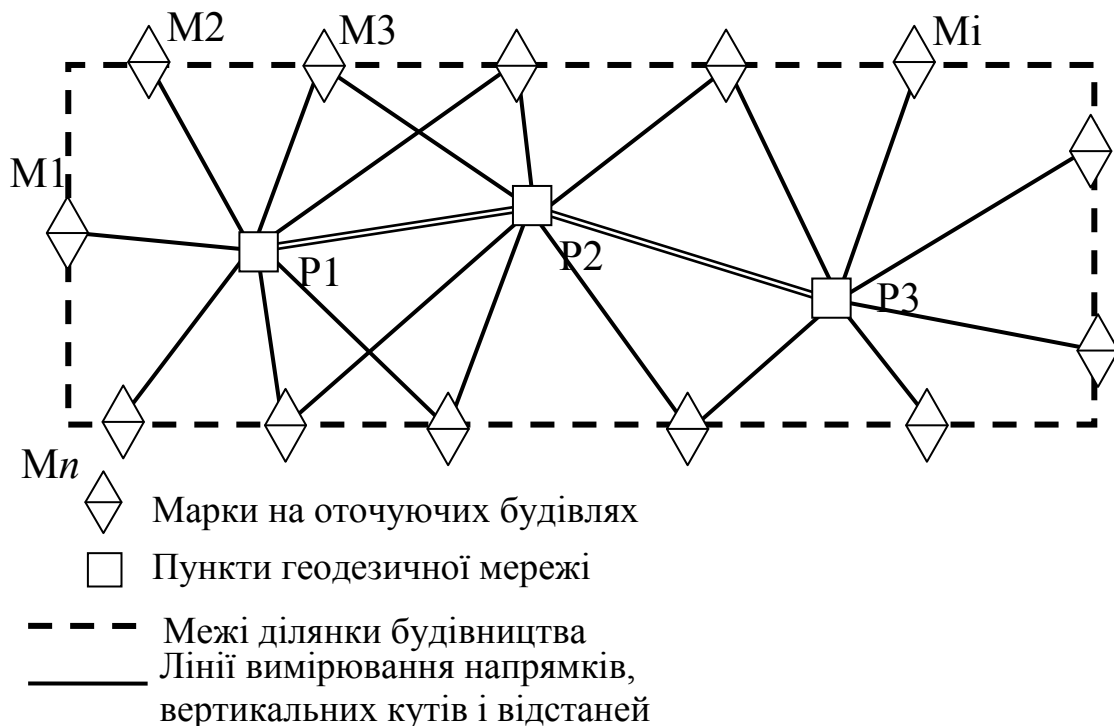 M2
M3
Mi
M1
P1
P2
P3
Mn
Марки на оточуючих будівлях
Пункти геодезичної мережі
Межі ділянки будівництва
Лінії вимірювання напрямків,
вертикальних кутів і відстаней